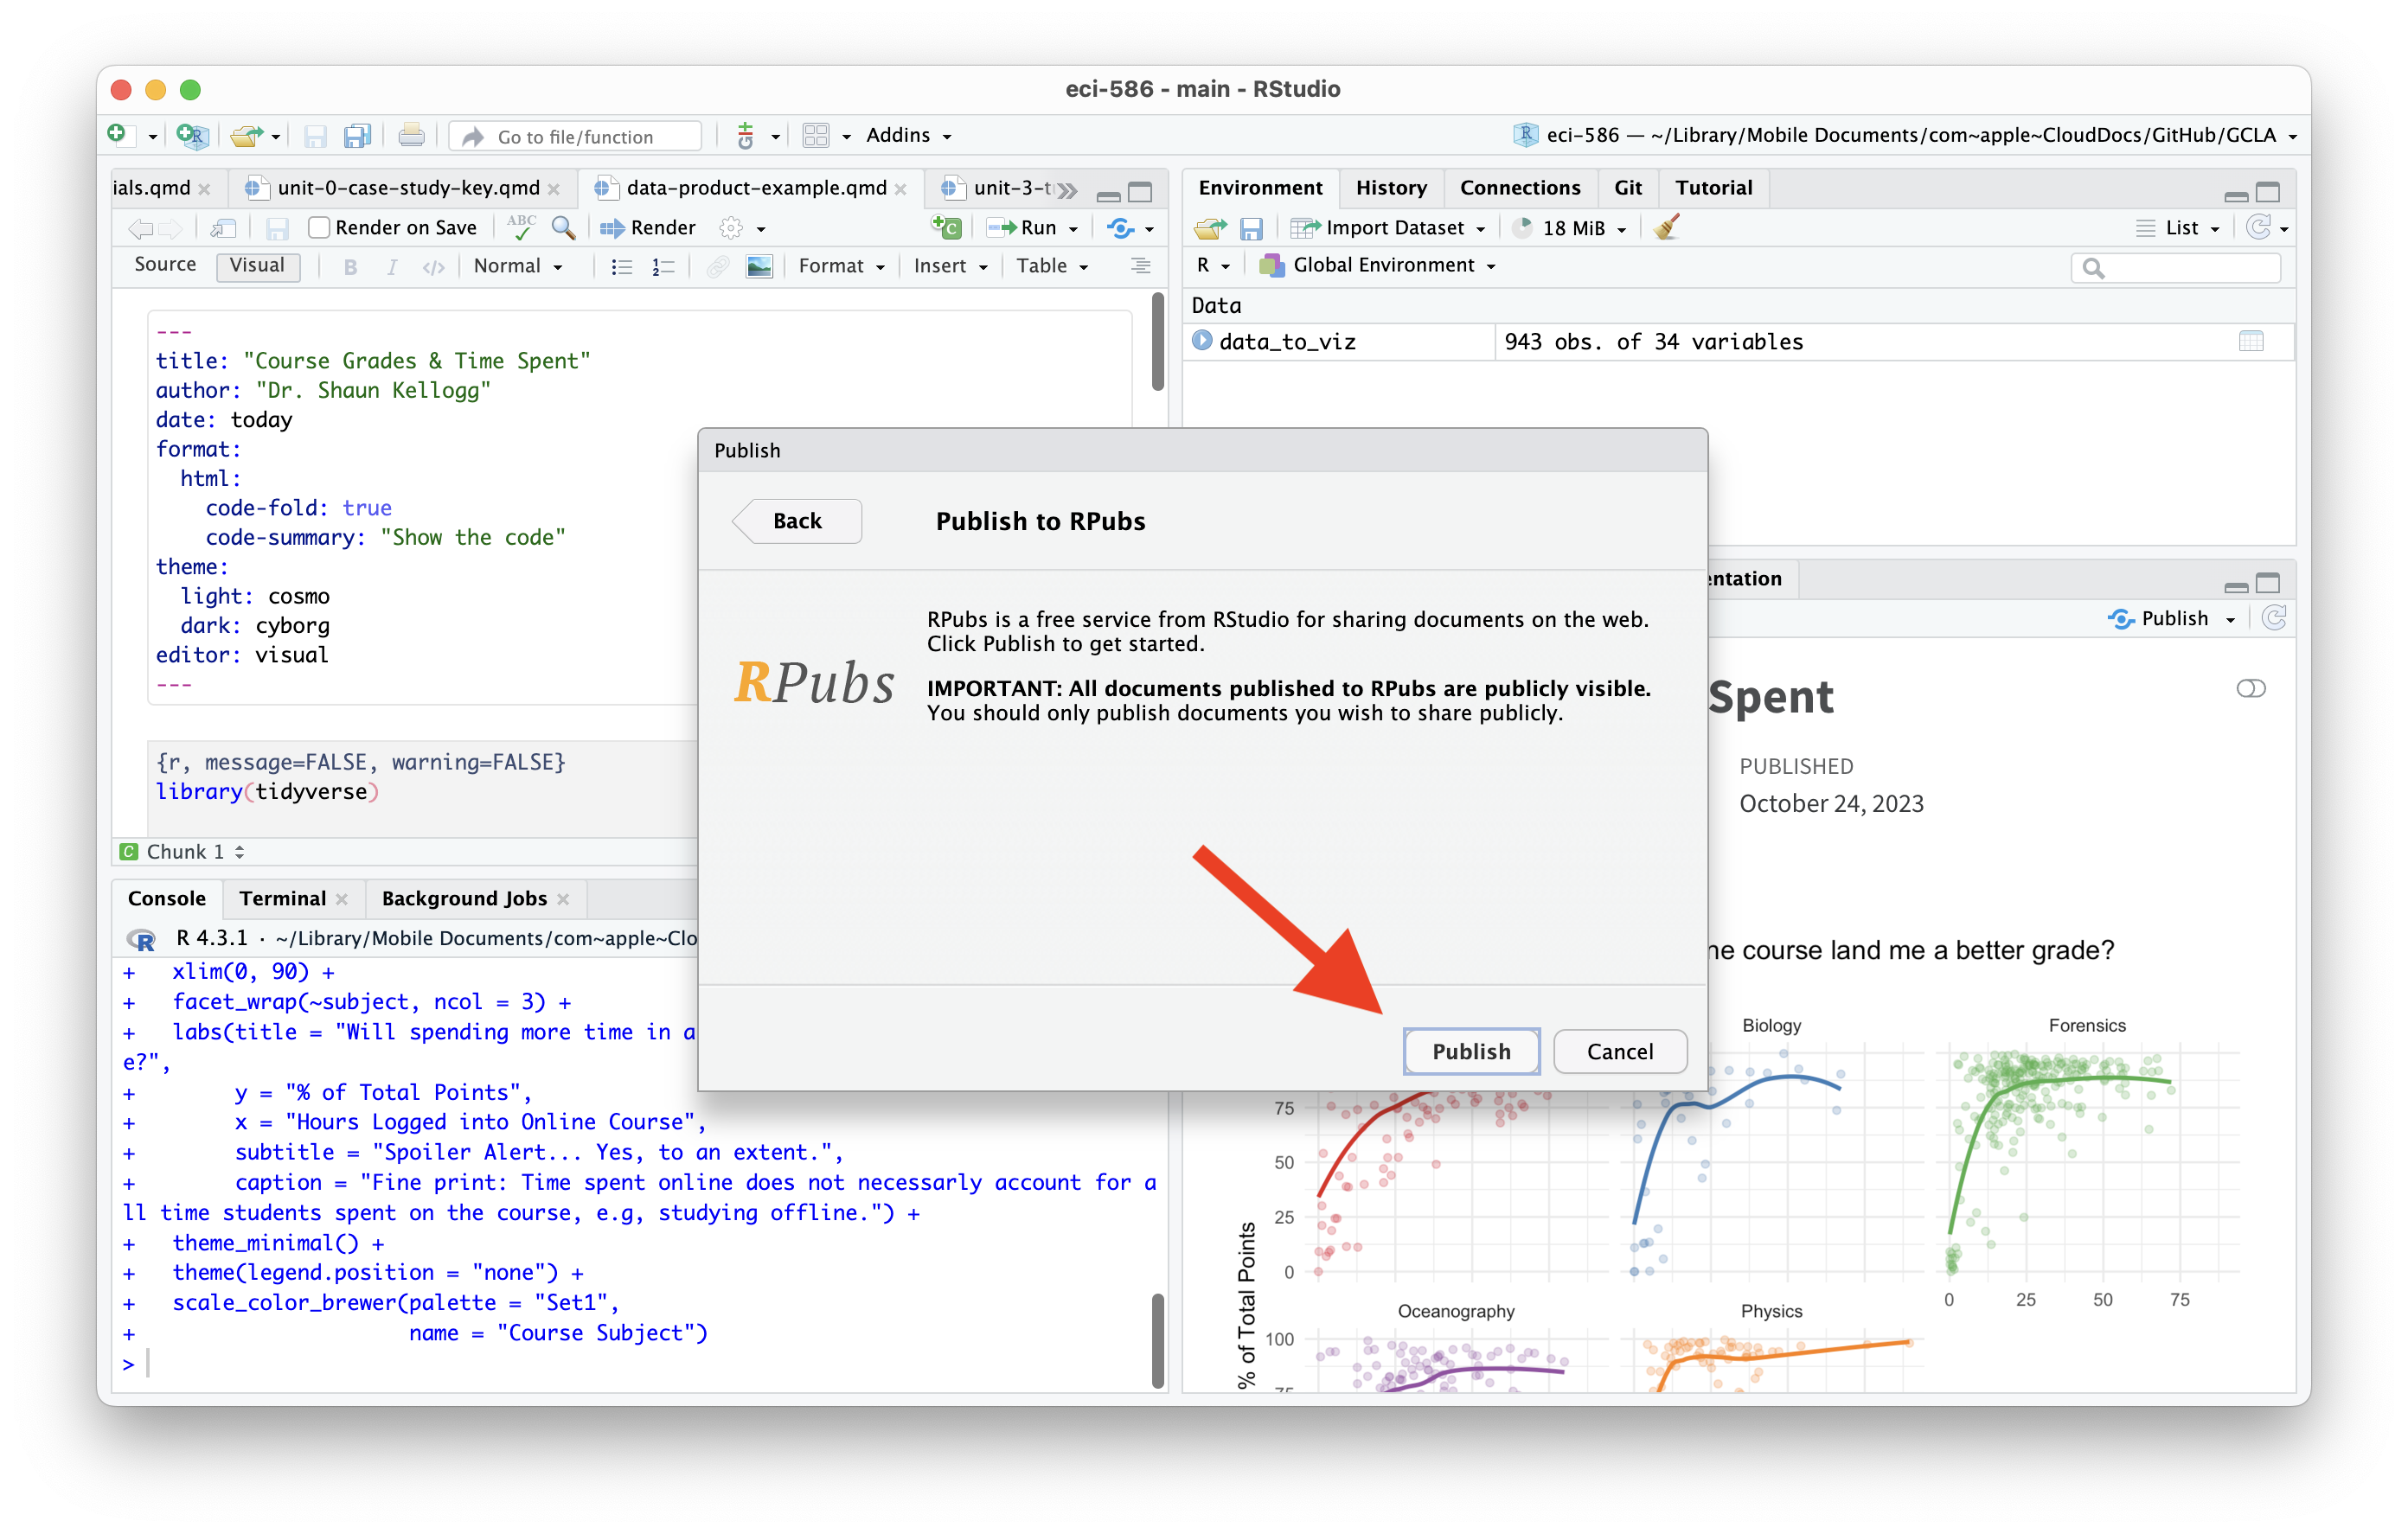 eci-586 - main - RStudio
Go to file/function
Addins
eci-586 — ~/Library/Mobile Documents/com~apple~CloudDocs/GitHub/GCLA
ials.qmd
unit-0-case-study-key.qmd
data-product-example.qmd
unit-3-t
Render on Save
ABC
Render
Run
Source
Visual
B
I
</>
Normal
Format
Insert
Table
---
title: "Course Grades & Time Spent"
author: "Dr. Shaun Kellogg"
date: today
format:
html:
code-fold: true
code-summary: "Show the code"
theme:
light: cosmo
dark: cyborg
editor: visual
---
{r, message=FALSE, warning=FALSE}
library(tidyverse)
C Chunk 1
Environment
History
Connections
Git
Tutorial
Import Dataset
18 MiB
List
R
Global Environment
Data
data_to_viz
943 obs. of 34 variables
Publish
Back
Publish to RPubs
RPubs
RPubs is a free service from RStudio for sharing documents on the web.
Click Publish to get started.
IMPORTANT: All documents published to RPubs are publicly visible.
You should only publish documents you wish to share publicly.
Publish
Cancel
Console
Terminal
Background Jobs
R 4.3.1 · ~/Library/Mobile Documents/com~apple~Clo
+ xlim(0, 90) +
+ facet_wrap(~subject, ncol = 3) +
+ labs(title = "Will spending more time in a
e?",
+ y = "% of Total Points",
+ x = "Hours Logged into Online Course",
+ subtitle = "Spoiler Alert... Yes, to an extent.",
+ caption = "Fine print: Time spent online does not necessarly account for a
ll time students spent on the course, e.g, studying offline.") +
+ theme_minimal() +
+ theme(legend.position = "none") +
+ scale_color_brewer(palette = "Set1",
+ name = "Course Subject")
>
entation
Publish
Spent
PUBLISHED
October 24, 2023
ne course land me a better grade?
Biology
Forensics
75
50
25
0
0 25 50 75
% of Total Points
Oceanography
Physics
100
75